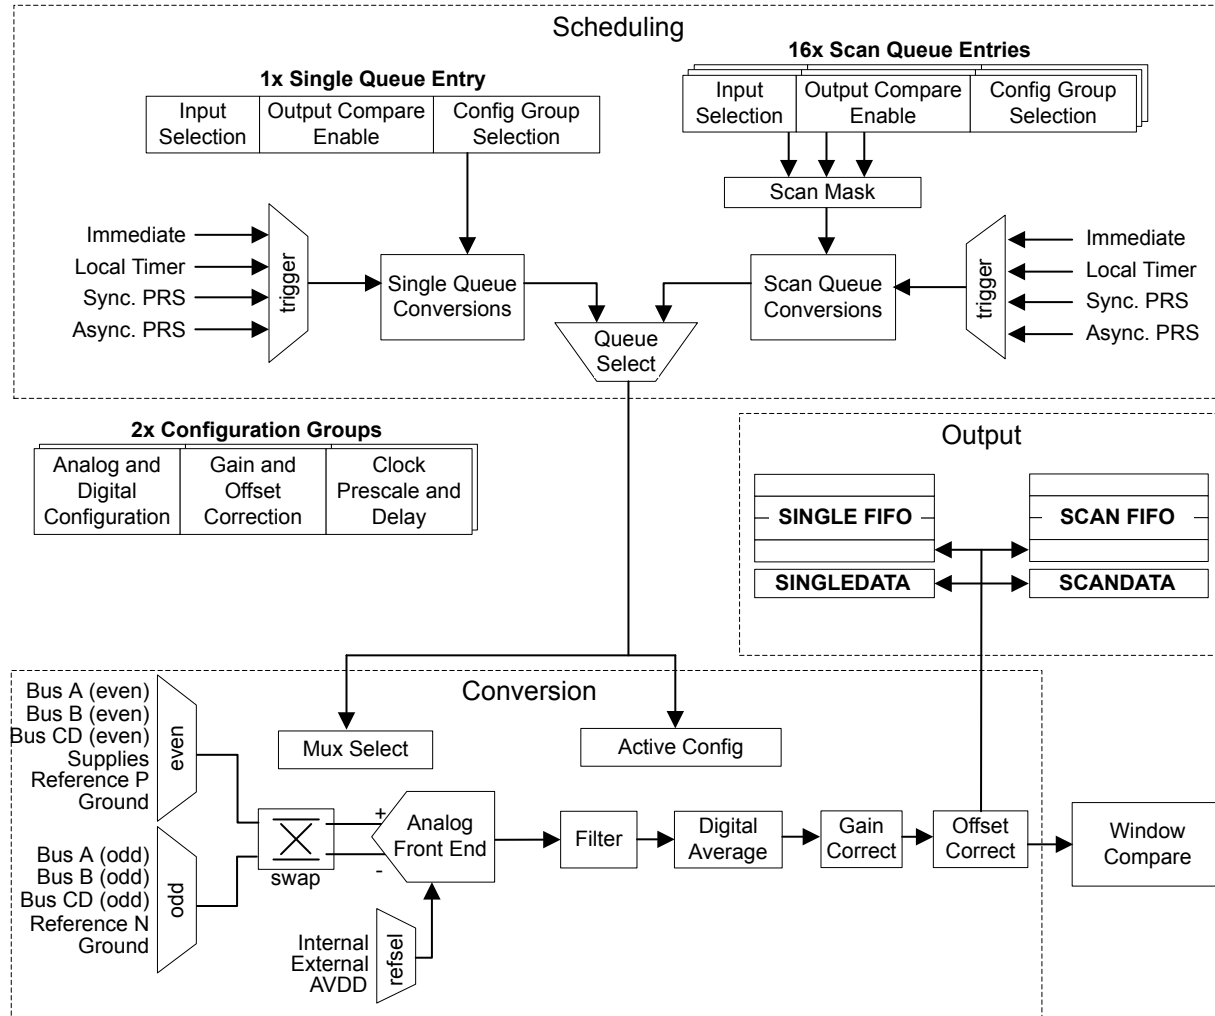 Scheduling
1x Single Queue Entry
Input
Selection
Output Compare
Enable
Config Group
Selection
16x Scan Queue Entries
Input
Selection
Output Compare
Enable
Config Group
Selection
Scan Mask
Immediate
Local Timer
Sync. PRS
Async. PRS
trigger
Single Queue
Conversions
Queue
Select
Scan Queue
Conversions
trigger
Immediate
Local Timer
Sync. PRS
Async. PRS
2x Configuration Groups
Analog and
Digital
Configuration
Gain and
Offset
Correction
Clock
Prescale and
Delay
Output
SINGLE FIFO
SCAN FIFO
SINGLEDATA
SCANDATA
Conversion
Bus A (even)
Bus B (even)
Bus CD (even)
Supplies
Reference P
Ground
even
Mux Select
Active Config
Bus A (odd)
Bus B (odd)
Bus CD (odd)
Reference N
Ground
odd
swap
+
-
Analog
Front End
Internal
External
AVDD
refsel
Filter
Digital
Average
Gain
Correct
Offset
Correct
Window
Compare